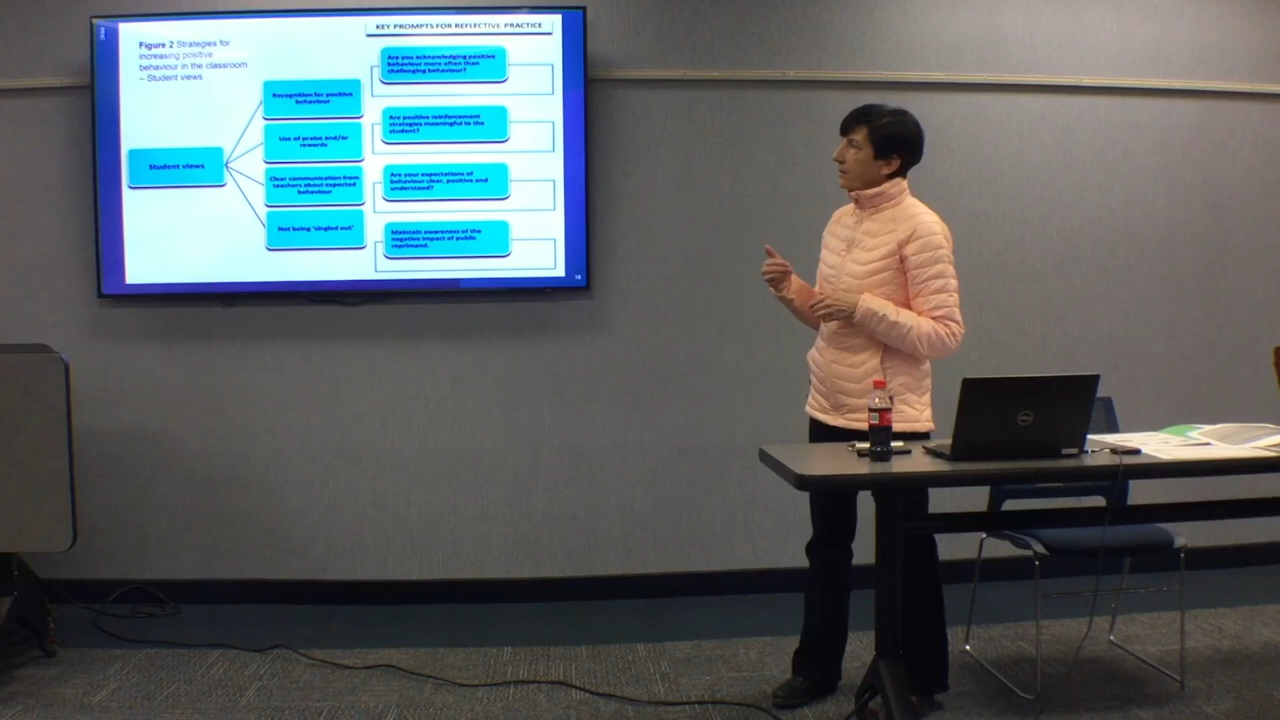 KEY PROMPTS FOR REFLECTIVE PRACTICE
Figure 2 Strategies for
increasing positive
behaviour in the classroom
– Student views
Student views
Recognition for positive
behaviour
Use of praise and/or
rewards
Clear communication from
teachers about expected
behaviour
Not being 'singled out'
Are you acknowledging positive
behaviour more often than
challenging behaviour?
Are positive reinforcement
strategies meaningful to the
student?
Are your expectations of
behaviour clear, positive and
understood?
Maintain awareness of the
negative impact of public
reprimand.
16
DELL